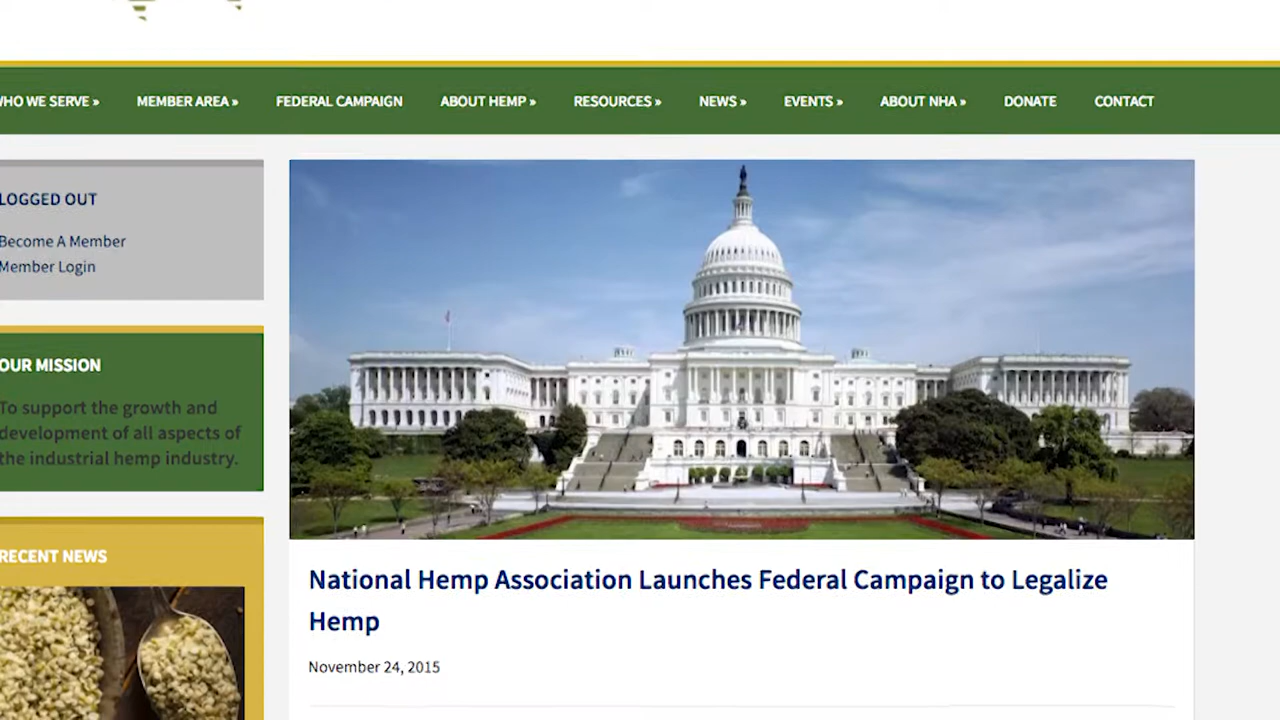 WHO WE SERVE » MEMBER AREA » FEDERAL CAMPAIGN ABOUT HEMP » RESOURCES » NEWS » EVENTS » ABOUT NHA » DONATE CONTACT
LOGGED OUT
Become A Member
Member Login
OUR MISSION
To support the growth and
development of all aspects of
the industrial hemp industry.
RECENT NEWS
National Hemp Association Launches Federal Campaign to Legalize
Hemp
November 24, 2015